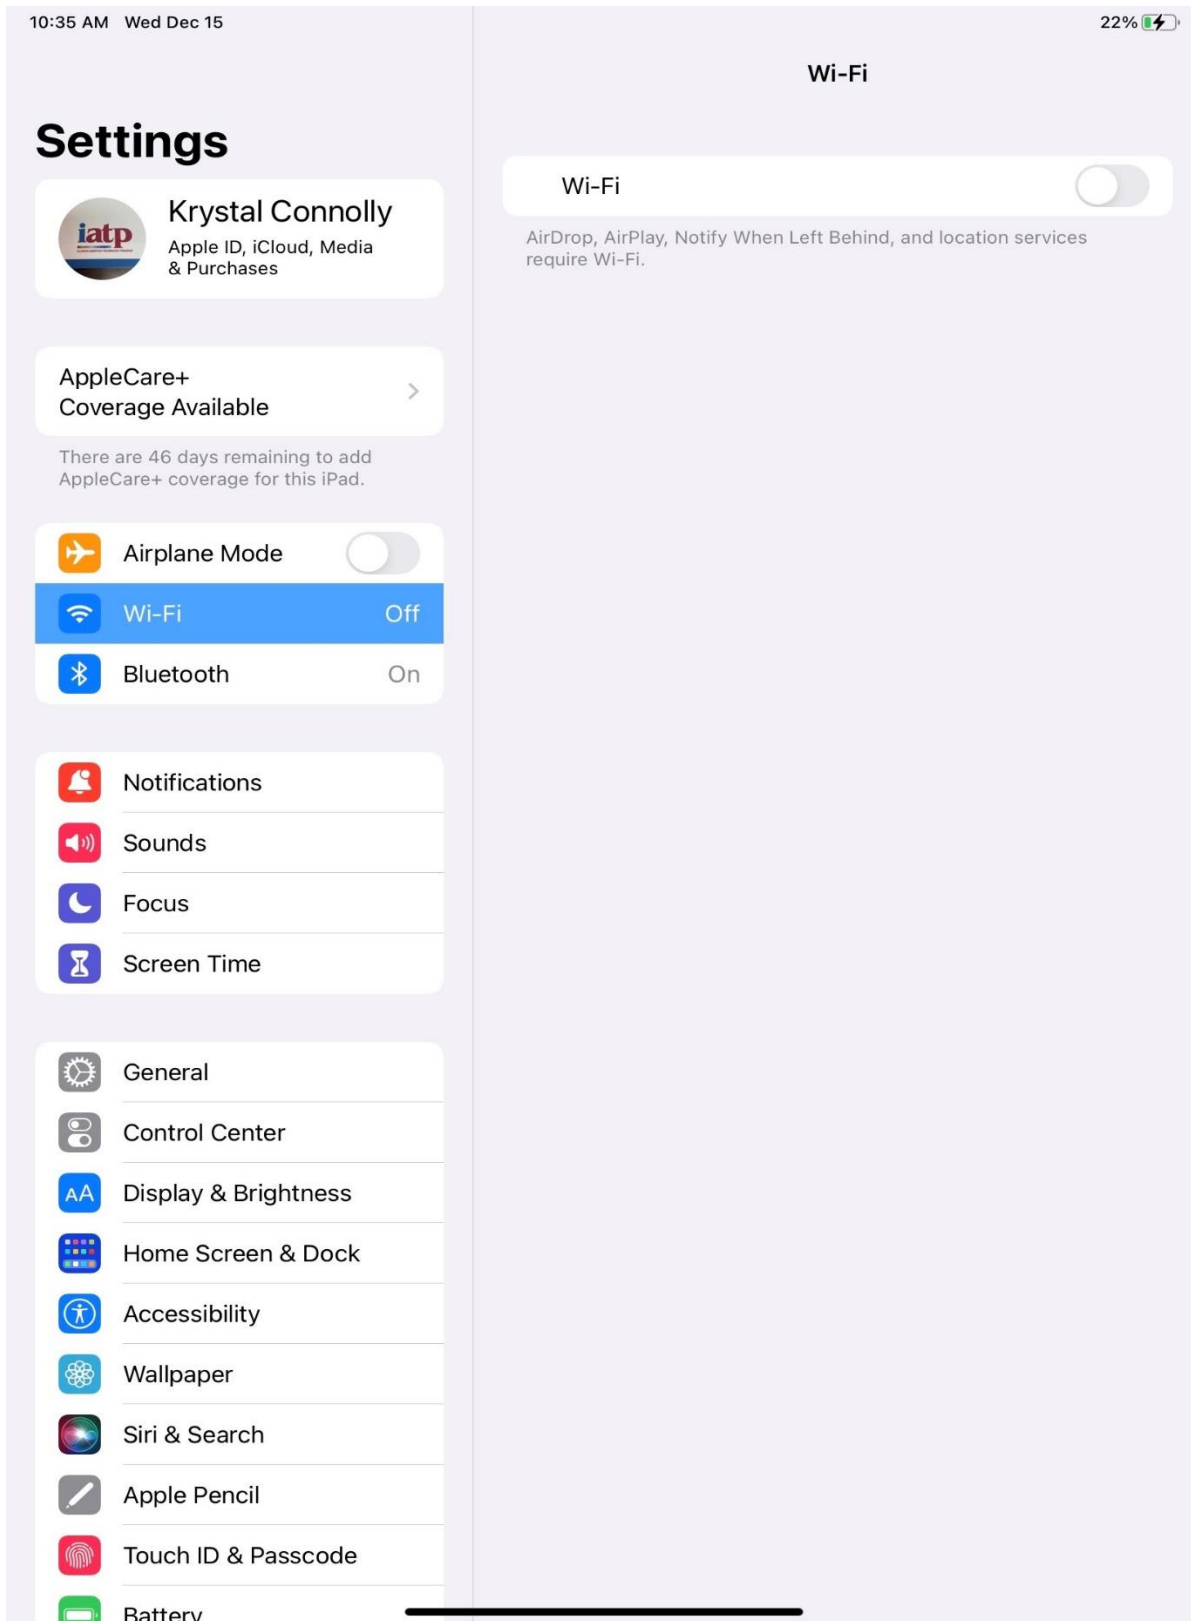 10:35 AM Wed Dec 15
22%
Settings
iatp
Krystal Connolly
Apple ID, iCloud, Media
& Purchases
AppleCare+
Coverage Available
There are 46 days remaining to add
AppleCare+ coverage for this iPad.
Airplane Mode
Wi-Fi Off
Bluetooth On
Notifications
Sounds
Focus
Screen Time
General
Control Center
AA Display & Brightness
Home Screen & Dock
Accessibility
Wallpaper
Siri & Search
Apple Pencil
Touch ID & Passcode
Battery
Wi-Fi
Wi-Fi
AirDrop, AirPlay, Notify When Left Behind, and location services
require Wi-Fi.